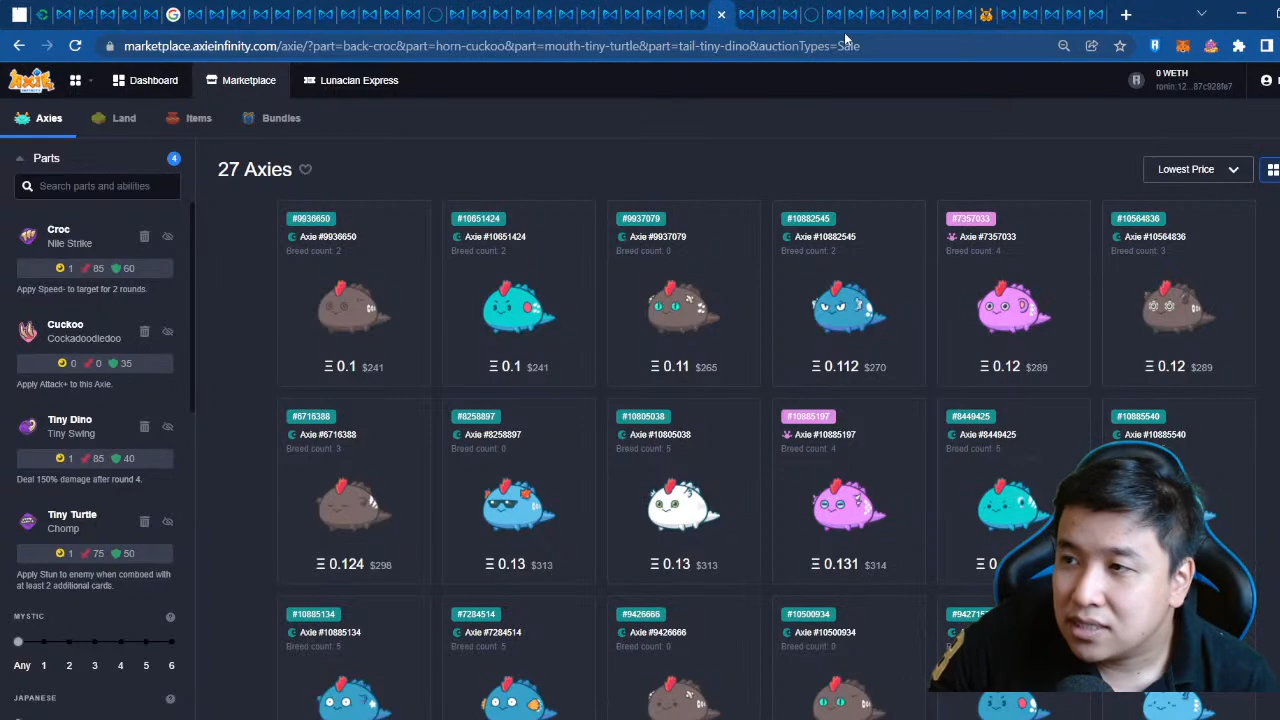 marketplace.axieinfinity.com/axie/?part=back-croc&part=horn-cuckoo&part=mouth-tiny-turtle&part=tail-tiny-dino&auctionTypes=Sale
AXIE
INFINITY
Dashboard
Marketplace
Lunacian Express
0 WETH
ronin:12...87c928fe7
Axies
Land
Items
Bundles
Parts
4
Search parts and abilities
Croc
Nile Strike
1 85 60
Appy Speed- to target for 2 rounds.
Cuckoo
Cockadoodledoo
0 0 35
Apply Attack+ to this Axie.
Tiny Dino
Tiny Swing
1 85 40
Deal 150% damage after round 4.
Tiny Turtle
Chomp
1 75 50
Apply Stun to enemy when comboed with
at least 2 additional cards.
MYSTIC
Any 1 2 3 4 5 6
JAPANESE
27 Axies
Lowest Price
#9936650
Axie #9936650
Breed count: 2
Ξ 0.1 $241
#10651424
Axie #10651424
Breed count: 2
Ξ 0.1 $241
#9937079
Axie #9937079
Breed count: 0
Ξ 0.11 $265
#10882545
Axie #10882545
Breed count: 2
Ξ 0.112 $270
#7357033
Axie #7357033
Breed count: 4
Ξ 0.12 $289
#10564836
Axie #10564836
Breed count: 3
Ξ 0.12 $289
#6716388
Axie #6716388
Breed count: 3
Ξ 0.124 $298
#8258897
Axie #8258897
Breed count: 0
Ξ 0.13 $313
#10805038
Axie #10805038
Breed count: 5
Ξ 0.13 $313
#10885197
Axie #10885197
Breed count: 4
Ξ 0.131 $314
#8449425
Axie #8449425
Breed count:
Ξ
#10885540
Axie #10885540
#10885134
Axie #10885134
Breed count: 5
#7284514
Axie #7284514
Breed count: 5
#9426666
Axie #9426666
Breed count: 0
#10500934
Axie #10500934
Breed count: 0